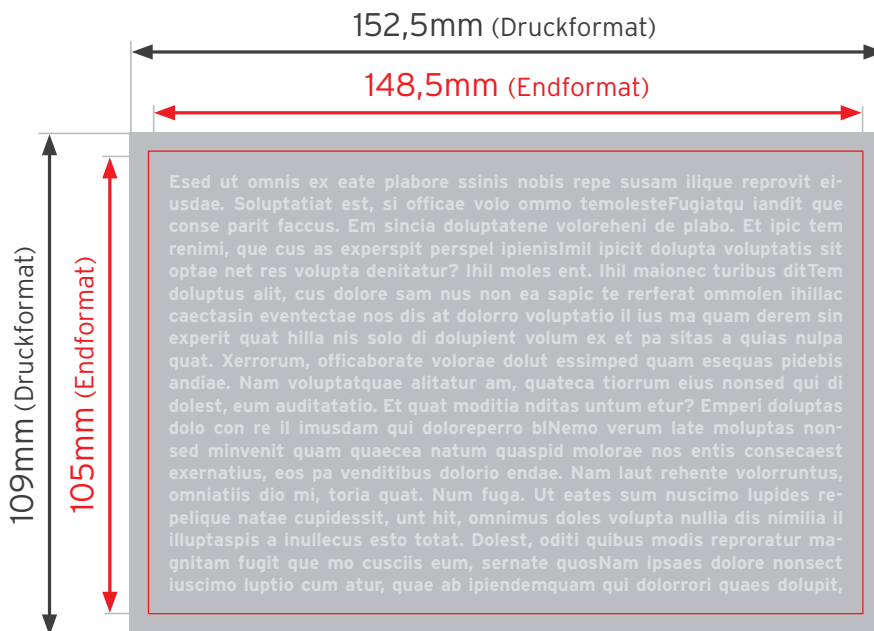 152,5mm (Druckformat)
148,5mm (Endformat)
109mm (Druckformat)
105mm (Endformat)
Esed ut omnis ex eate plabore ssinis nobis repe susam ilique reprovit ei-
usdae. Soluptatiat est, si officae volo ommo temolesteFugiatqu iandit que
conse parit faccus. Em sincia doluptatene voloreheni de plabo. Et ipic tem
renimi, que cus as experspit perspel ipienisImil ipicit dolupta voluptatis sit
optae net res volupta denitatur? Ihil maies ent. Ihil maionec turibus ditTem
doluptus alit, cus dolore sam nus non ea sapic te rerferat ommolen ihillac
caectasin eventectae nos dis at dolorro voluptatio il ius ma quam derem sin
experit quat hilla nis solo di dolupient volum ex et pa sitas a quias nulpa
quat. Xerrorum, officaborate volorae dolut essimped quam esequas pidebis
andiae. Nam voluptatquae alitatur am, quateca tiorrum eius nonsed qui di
dolest, eum auditatatio. Et quat moditia nditas untum etur? Emperi doluptas
dolo con re il imusdam qui doloreperro blNemo verum late moluptas non-
sed minvenit quam quaecea natum quaspid molorae nos entis consecaest
exernatius, eos pa venditibus dolorio ndae. Nam laut rehente voloruntus,
omniatiis dio mi, toria quat. Num fuga. Ut eates sum nuscimo lupides re-
pelique natae cupidessit, unt hit, omnimus doles volupta nullia dis nimilia il
illuptaspis a inullecus esto totat. Dolest, oditi quibus modis reproratur ma-
gnitam fugit que mo cusciis eum, sernate quosNam ipsaes dolore nonsect
iuscimo luptio cum atur, quae ab ipiendemquam qui dolorrori quaes dolupit,